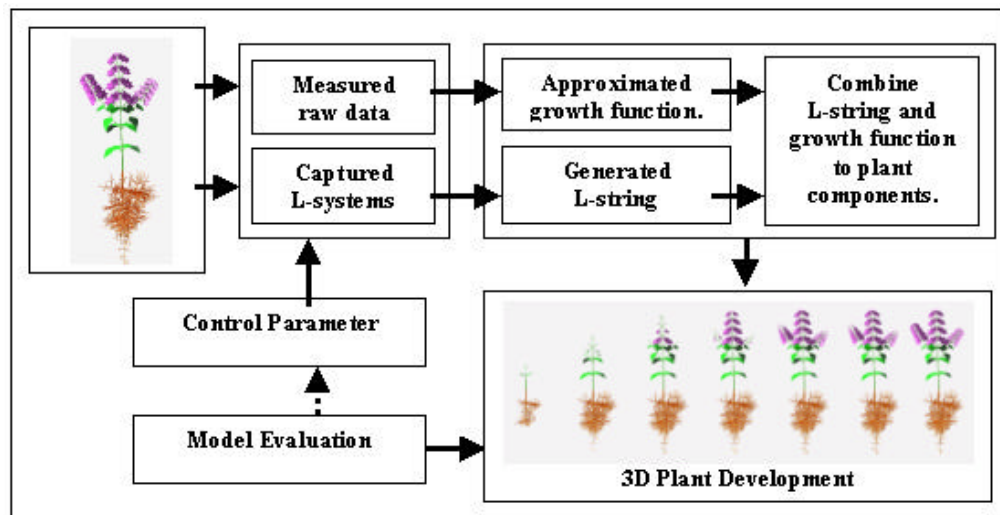 Measured
raw data
Approximated
growth function.
Combine
L-string and
growth function
to plant
components.
Captured
L-systems
Generated
L-string
Control Parameter
Model Evaluation
3D Plant Development